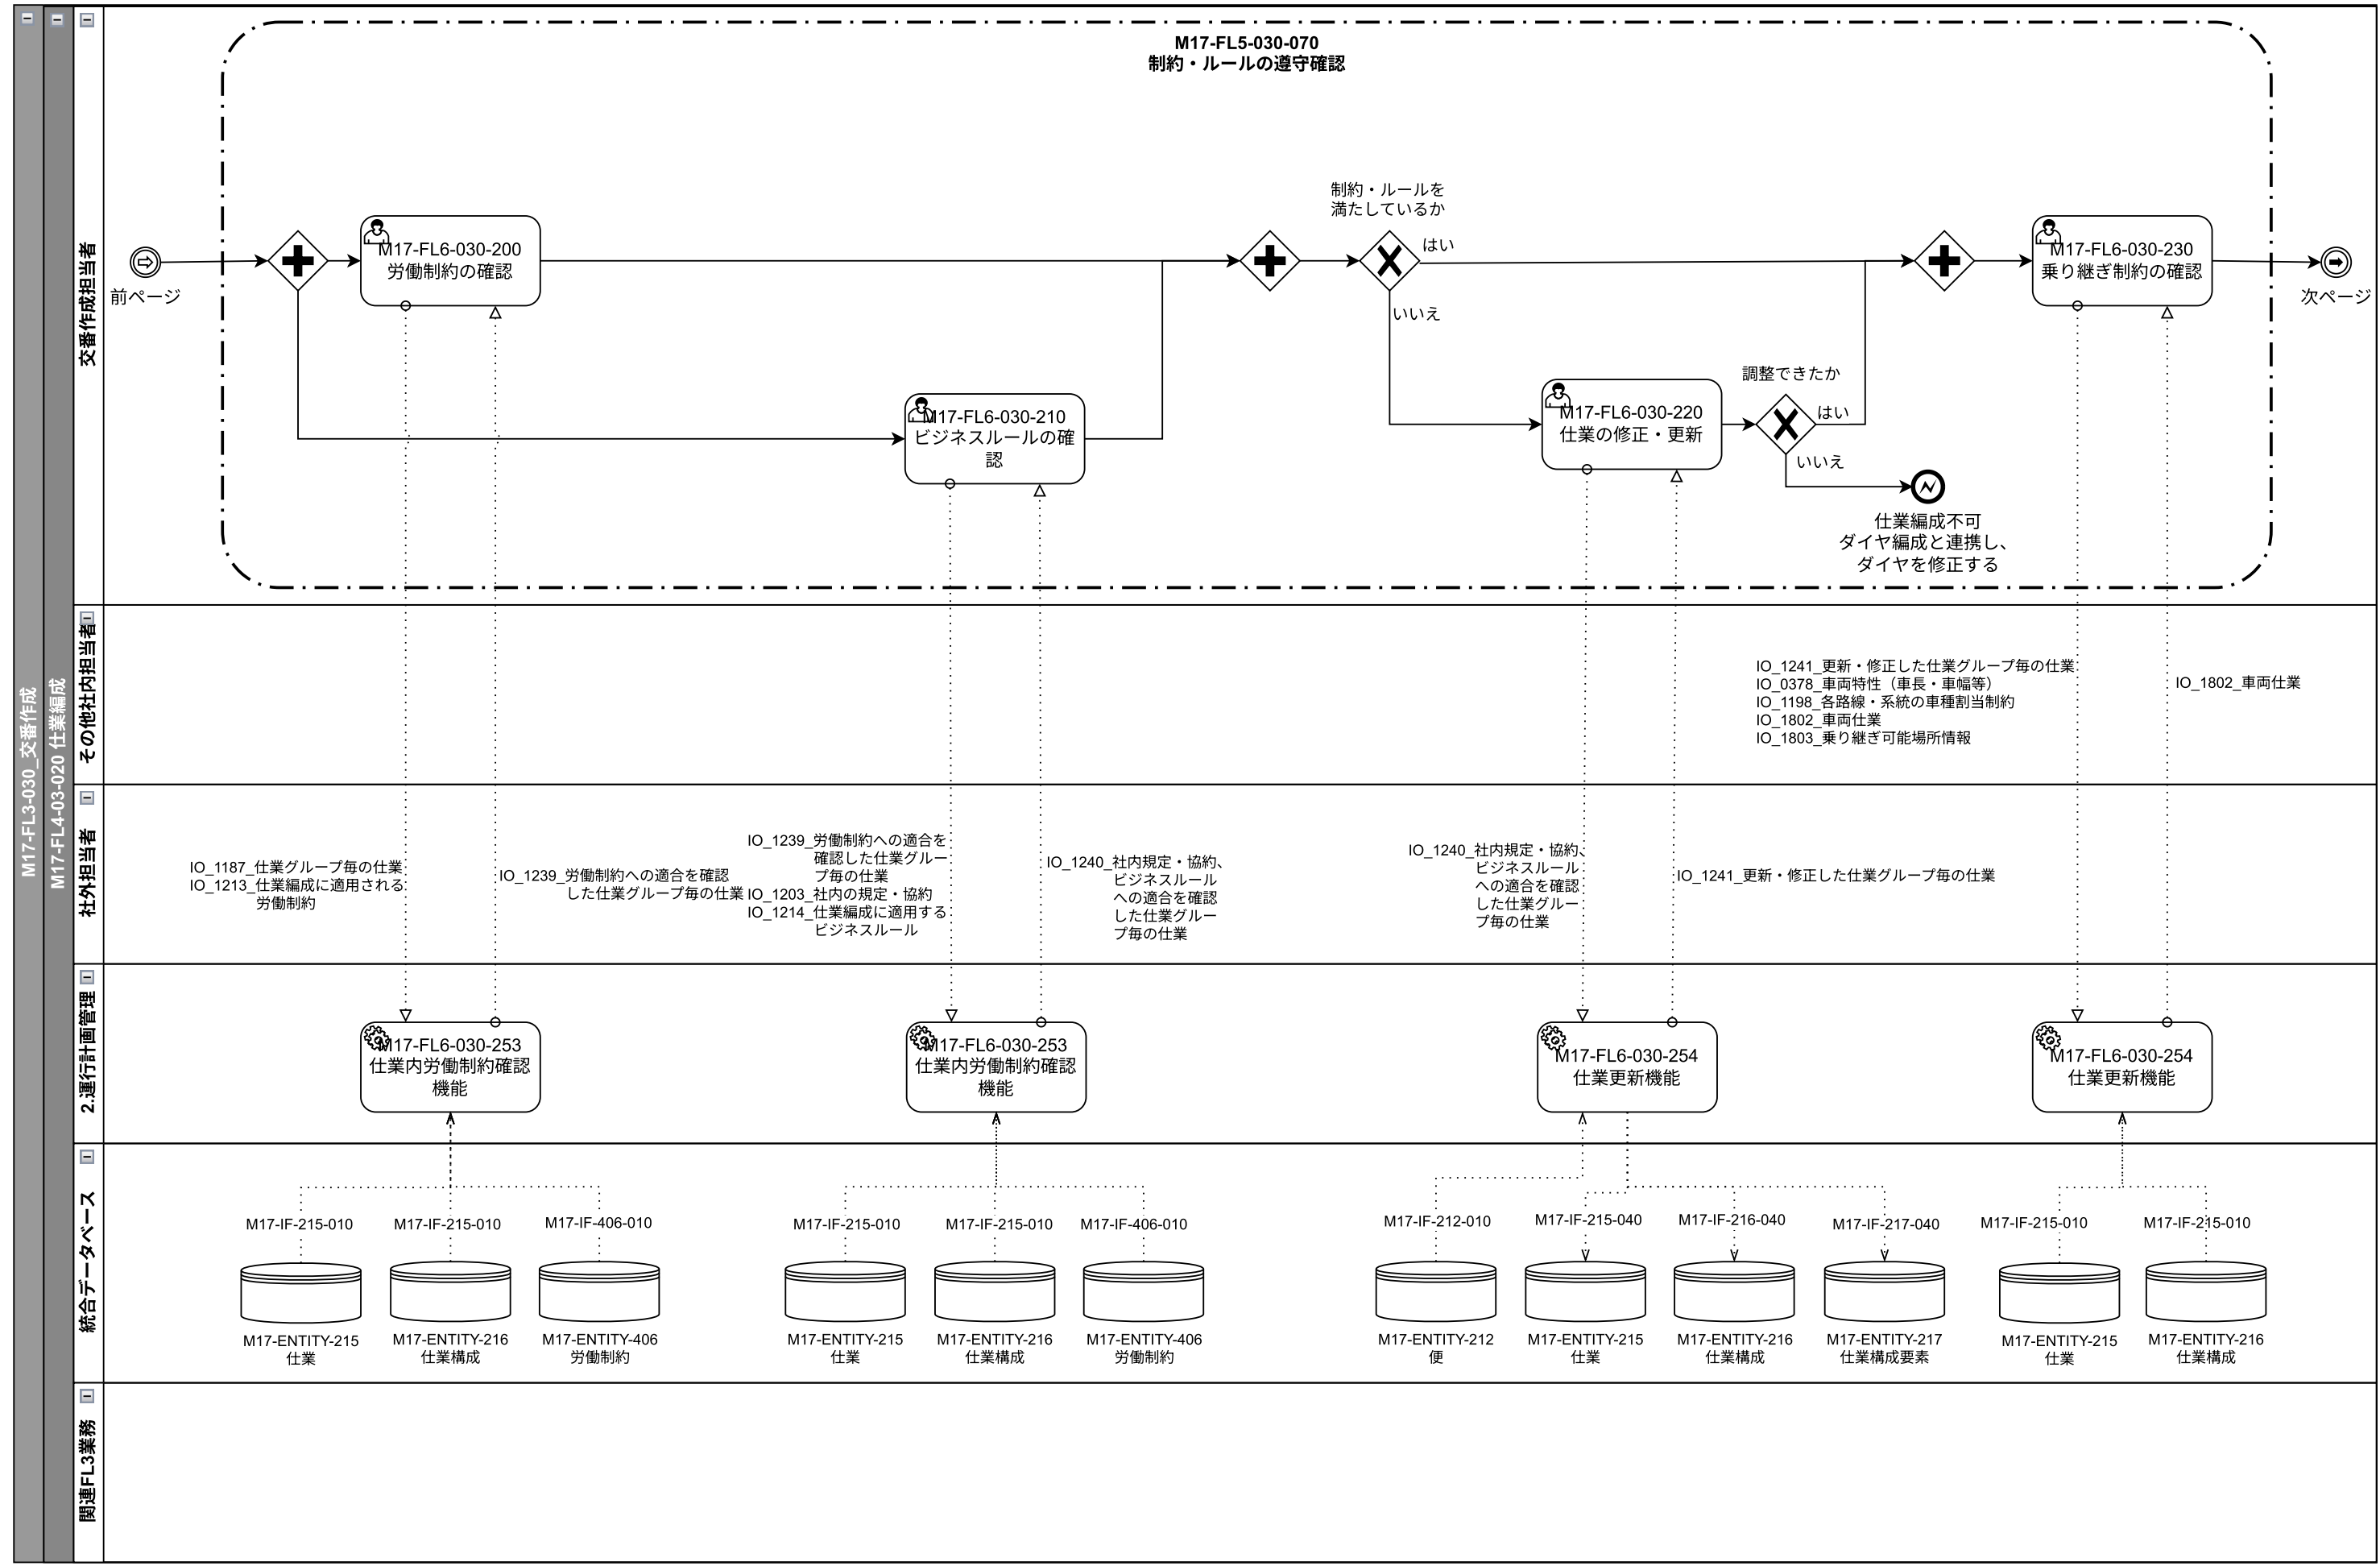 M17-FL3-030_交番作成
M17-FL4-03-020 仕業編成
交番作成担当者
M17-FL5-030-070
制約・ルールの遵守確認
前ページ
M17-FL6-030-200
労働制約の確認
M17-FL6-030-210
ビジネスルールの確
認
制約・ルールを
満たしているか
はい
いいえ
M17-FL6-030-220
仕業の修正・更新
調整できたか
はい
いいえ
仕業編成不可
ダイヤ編成と連携し、
ダイヤを修正する
M17-FL6-030-230
乗り継ぎ制約の確認
次ページ
その他社内担当者
IO_1241_更新・修正した仕業グループ毎の仕業
IO_0378_車両特性（車長・車幅等）
IO_1198_各路線・系統の車種割当制約
IO_1802_車両仕業
IO_1803_乗り継ぎ可能場所情報
IO_1802_車両仕業
社外担当者
IO_1187_仕業グループ毎の仕業
IO_1213_仕業編成に適用される
労働制約
IO_1239_労働制約への適合を確認
した仕業グループ毎の仕業
IO_1239_労働制約への適合を
確認した仕業グルー
プ毎の仕業
IO_1203_社内の規定・協約
IO_1214_仕業編成に適用する
ビジネスルール
IO_1240_社内規定・協約、
ビジネスルール
への適合を確認
した仕業グルー
プ毎の仕業
IO_1240_社内規定・協約、
ビジネスルール
への適合を確認
した仕業グルー
プ毎の仕業
IO_1241_更新・修正した仕業グループ毎の仕業
2.運行計画管理
M17-FL6-030-253
仕業内労働制約確認
機能
M17-FL6-030-253
仕業内労働制約確認
機能
M17-FL6-030-254
仕業更新機能
M17-FL6-030-254
仕業更新機能
統合データベース
M17-IF-215-010
M17-IF-215-010
M17-IF-406-010
M17-IF-215-010
M17-IF-215-010
M17-IF-406-010
M17-IF-212-010
M17-IF-215-040
M17-IF-216-040
M17-IF-217-040
M17-IF-215-010
M17-IF-215-010
M17-ENTITY-215
仕業
M17-ENTITY-216
仕業構成
M17-ENTITY-406
労働制約
M17-ENTITY-215
仕業
M17-ENTITY-216
仕業構成
M17-ENTITY-406
労働制約
M17-ENTITY-212
便
M17-ENTITY-215
仕業
M17-ENTITY-216
仕業構成
M17-ENTITY-217
仕業構成要素
M17-ENTITY-215
仕業
M17-ENTITY-216
仕業構成
関連FL3業務